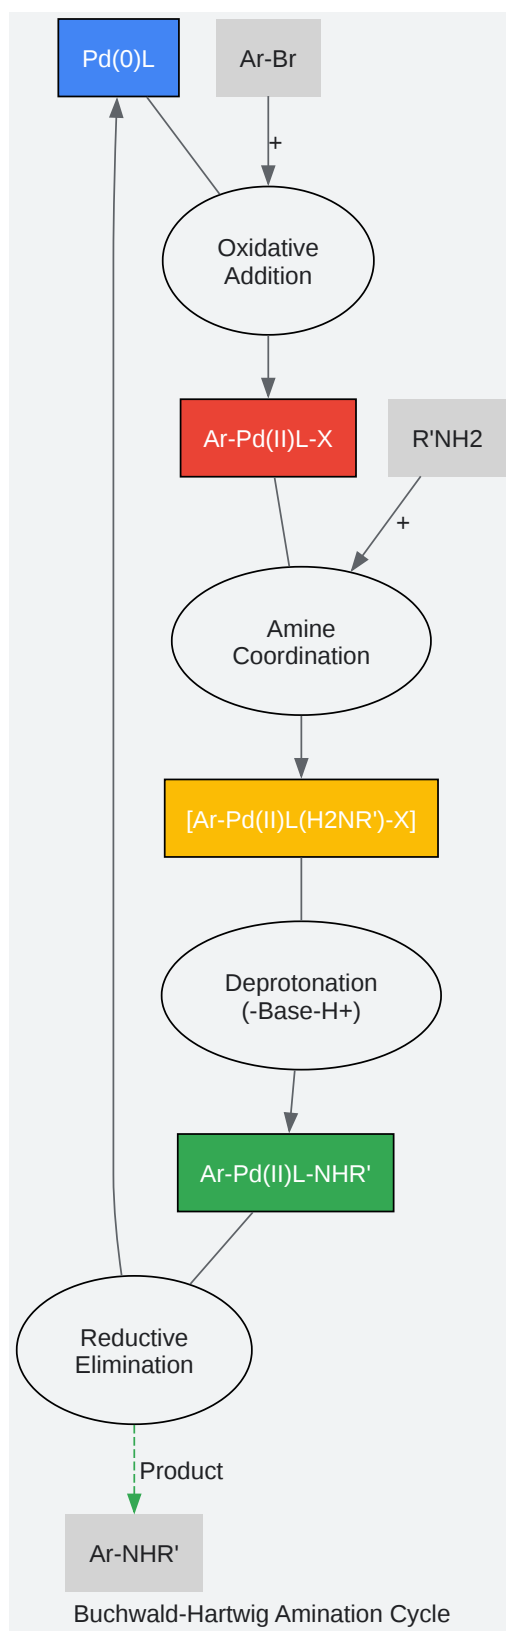 Pd(0)L
Ar-Br
+
Oxidative
Addition
Ar-Pd(II)L-X
R'NH2
+
Amine
Coordination
[Ar-Pd(II)L(H2NR')-X]
Deprotonation
(-Base-H+)
Ar-Pd(II)L-NHR'
Reductive
Elimination
Product
Ar-NHR'
Buchwald-Hartwig Amination Cycle